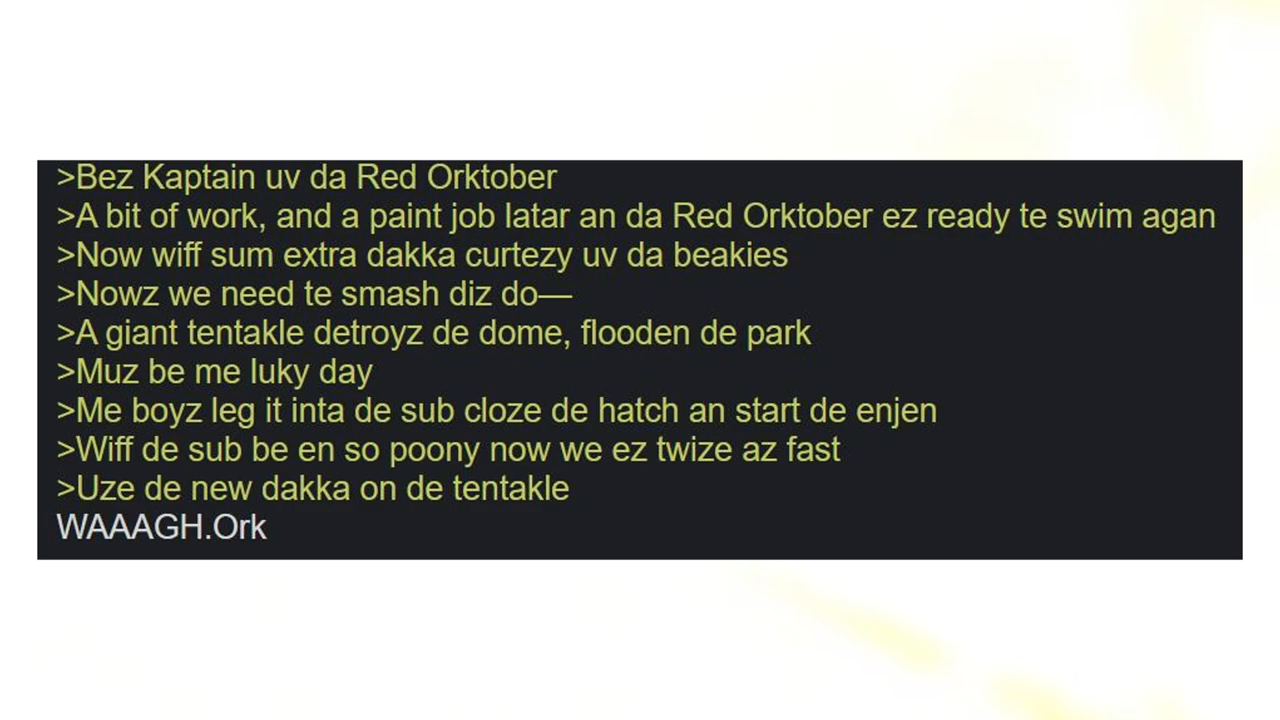 >Bez Kaptain uv da Red Orktober
>A bit of work, and a paint job latar an da Red Orktober ez ready te swim agan
>Now wiff sum extra dakka curtezy uv da beakies
>Nowz we need te smash diz do—
>A giant tentakle detroyz de dome, flooden de park
>Muz be me luky day
>Me boyz leg it inta de sub cloze de hatch an start de enjen
>Wiff de sub be en so poony now we ez twize az fast
>Uze de new dakka on de tentakle
WAAAGH.Ork